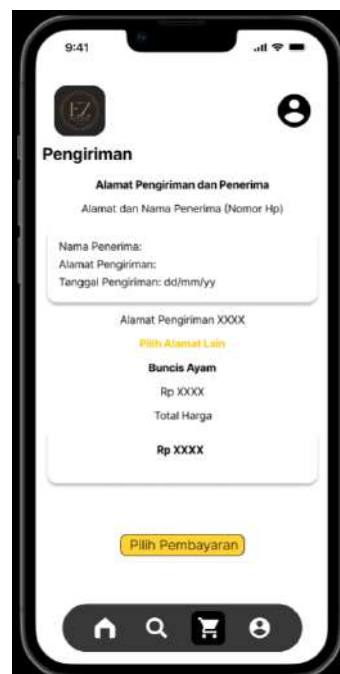 9:41
EZ
Pengiriman
Alamat Pengiriman dan Penerima
Alamat dan Nama Penerima (Nomor Hp)
Nama Penerima:
Alamat Pengiriman:
Tanggal Pengiriman: dd/mm/yy
Alamat Pengiriman XXXX
Pilih Alamat Lain
Buncis Ayam
Rp XXXX
Total Harga
Rp XXXX
Pilih Pembayaran